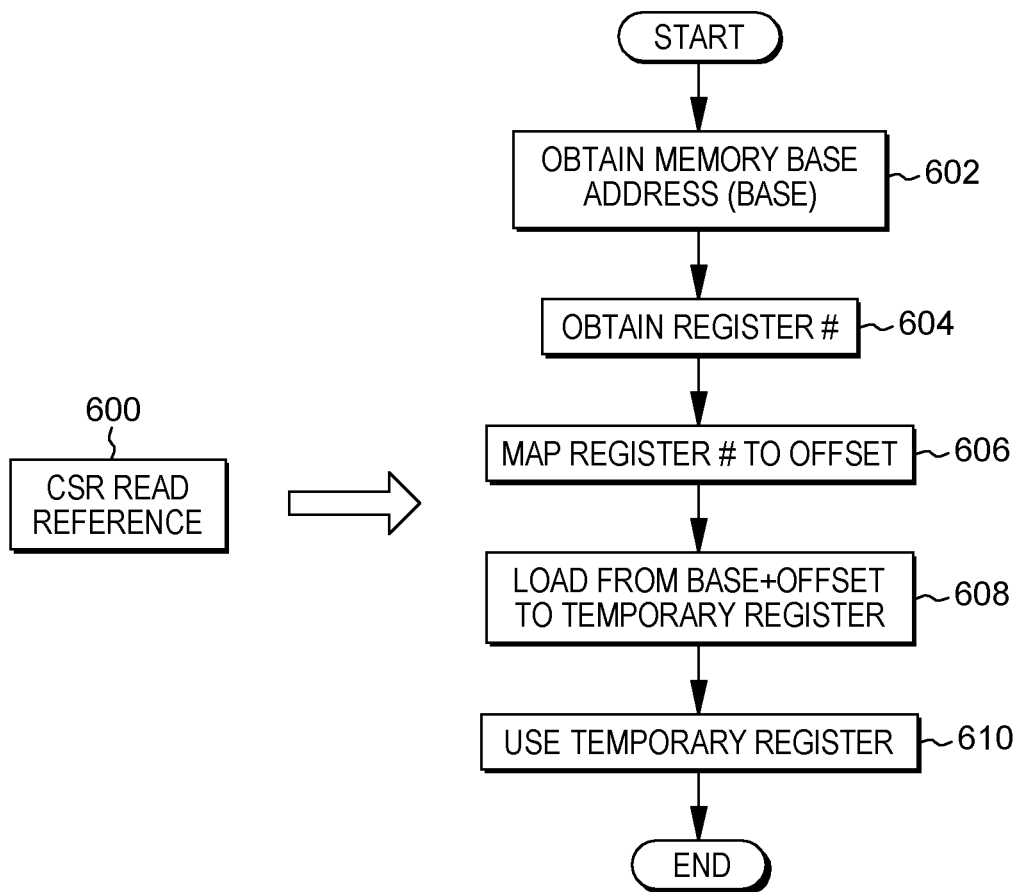 START
OBTAIN MEMORY BASE
ADDRESS (BASE)
602
OBTAIN REGISTER #
604
MAP REGISTER # TO OFFSET
606
600
CSR READ
REFERENCE
LOAD FROM BASE+OFFSET
TO TEMPORARY REGISTER
608
USE TEMPORARY REGISTER
610
END